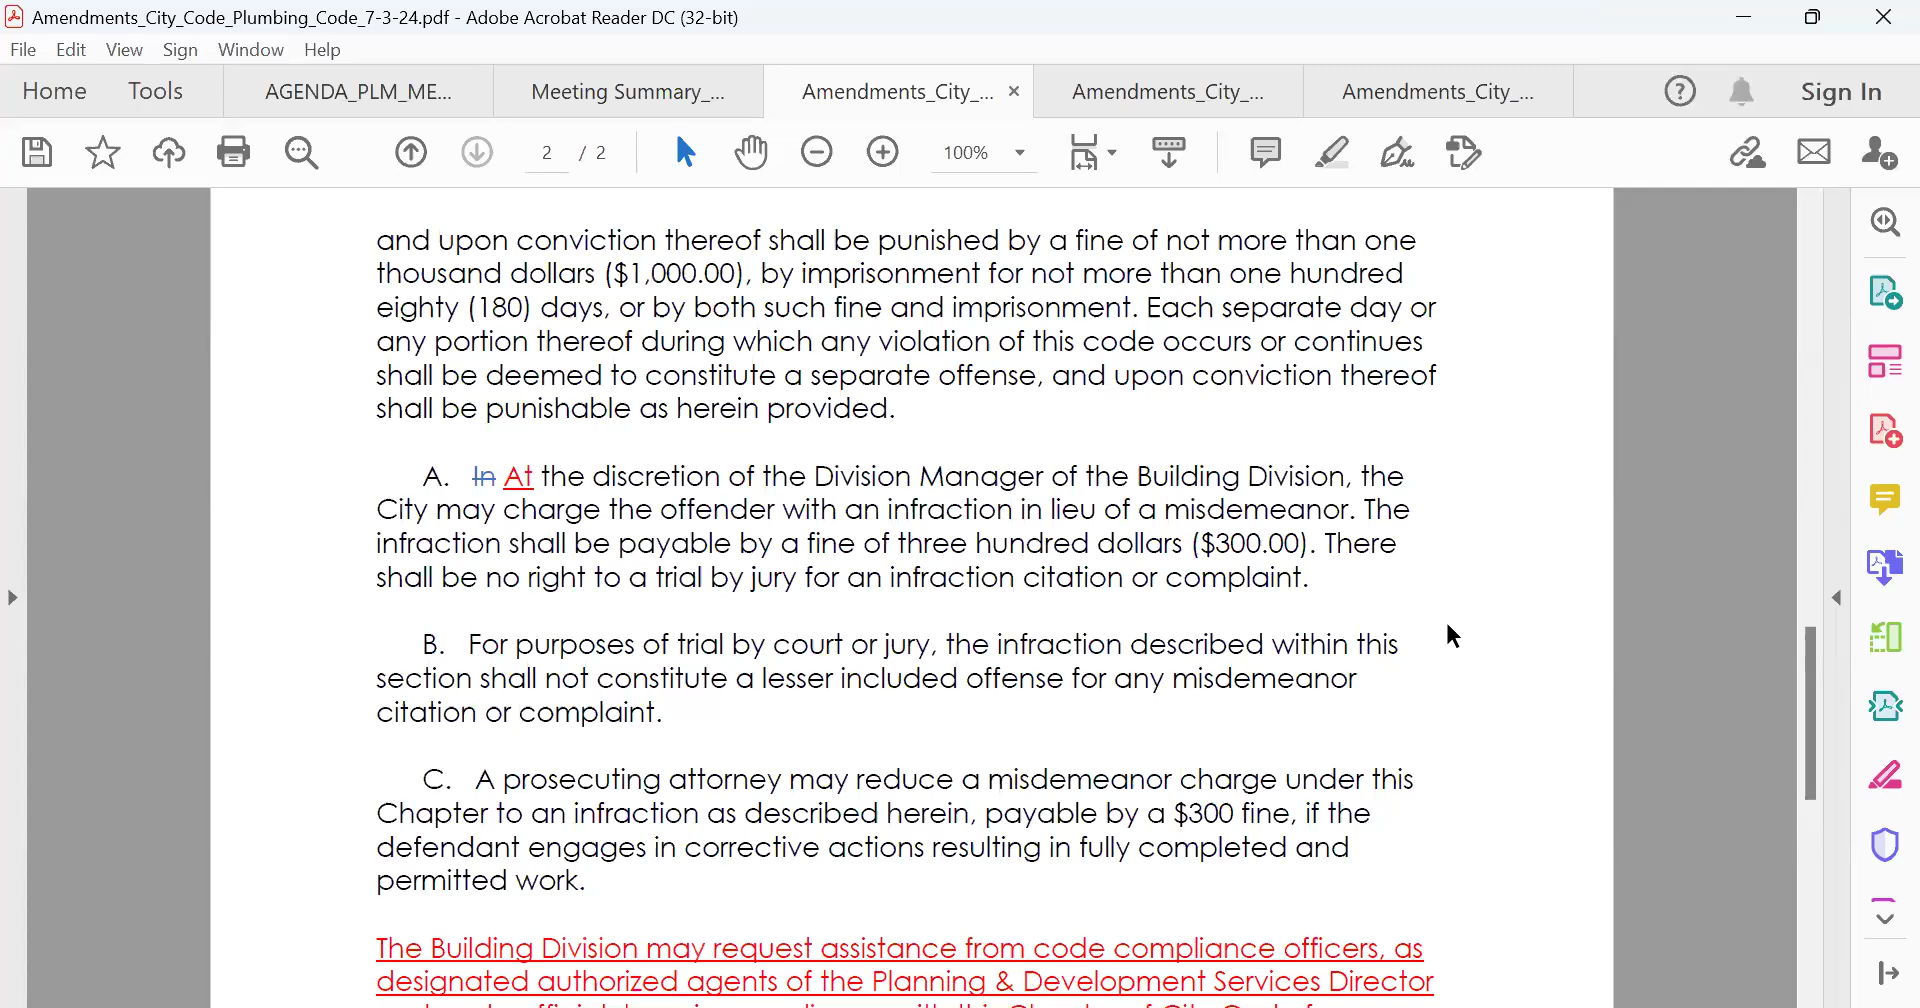 Amendments_City_Code_Plumbing_Code_7-3-24.pdf - Adobe Acrobat Reader DC (32-bit)
File Edit View Sign Window Help
Home Tools AGENDA_PLM_ME... Meeting Summary_... Amendments_City_... Amendments_City_... Amendments_City_... Sign In
2 / 2 100%
and upon conviction thereof shall be punished by a fine of not more than one
thousand dollars ($1,000.00), by imprisonment for not more than one hundred
eighty (180) days, or by both such fine and imprisonment. Each separate day or
any portion thereof during which any violation of this code occurs or continues
shall be deemed to constitute a separate offense, and upon conviction thereof
shall be punishable as herein provided.
A. In At the discretion of the Division Manager of the Building Division, the
City may charge the offender with an infraction in lieu of a misdemeanor. The
infraction shall be payable by a fine of three hundred dollars ($300.00). There
shall be no right to a trial by jury for an infraction citation or complaint.
B. For purposes of trial by court or jury, the infraction described within this
section shall not constitute a lesser included offense for any misdemeanor
citation or complaint.
C. A prosecuting attorney may reduce a misdemeanor charge under this
Chapter to an infraction as described herein, payable by a $300 fine, if the
defendant engages in corrective actions resulting in fully completed and
permitted work.
The Building Division may request assistance from code compliance officers, as
designated authorized agents of the Planning & Development Services Director